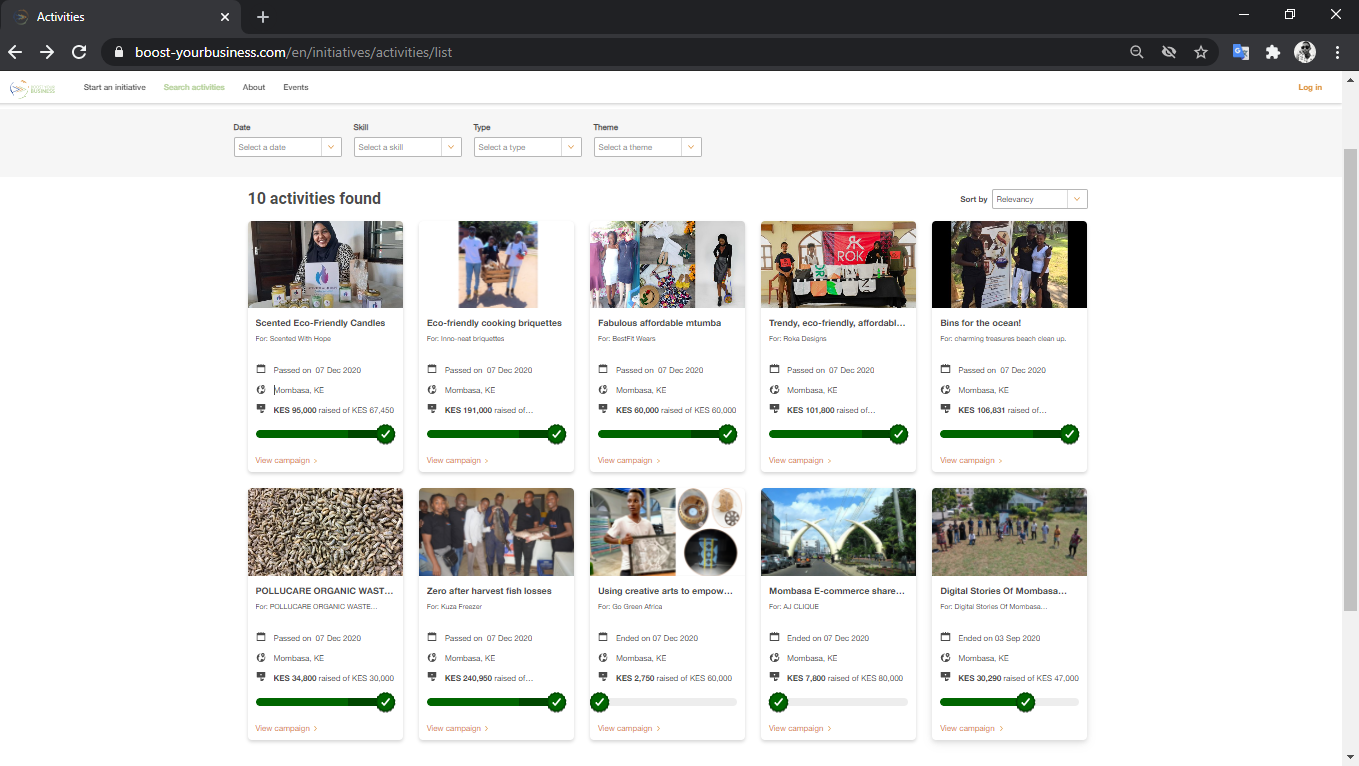 Activities
boost-yourbusiness.com/en/initiatives/activities/list
BUSINESS
Start an initiative
Search activities
About
Events
Log in
Date
Skill
Type
Theme
Select a date
Select a skill
Select a type
Select a theme
10 activities found
Sort by
Relevancy
ROK
Scented Eco-Friendly Candles
For: Scented With Hope
Passed on 07 Dec 2020
Mombasa, KE
KES 95,000 raised of KES 67,450
View campaign >
Eco-friendly cooking briquettes
For: Inno-neat briquettes
Passed on 07 Dec 2020
Mombasa, KE
KES 191,000 raised of...
View campaign >
Fabulous affordable mtumba
For: BestFit Wears
Passed on 07 Dec 2020
Mombasa, KE
KES 60,000 raised of KES 60,000
View campaign >
Trendy, eco-friendly, affordabl...
For: Roka Designs
Passed on 07 Dec 2020
Mombasa, KE
KES 101,800 raised of...
View campaign >
Bins for the ocean!
For: charming treasures beach clean up.
Passed on 07 Dec 2020
Mombasa, KE
KES 106,831 raised of...
View campaign >
POLLUCARE ORGANIC WAST...
For: POLLUCARE ORGANIC WASTE...
Passed on 07 Dec 2020
Mombasa, KE
KES 34,800 raised of KES 30,000
View campaign >
Zero after harvest fish losses
For: Kuza Freezer
Passed on 07 Dec 2020
Mombasa, KE
KES 240,950 raised of...
View campaign >
Using creative arts to empow...
For: Go Green Africa
Ended on 07 Dec 2020
Mombasa, KE
KES 2,750 raised of KES 60,000
View campaign >
Mombasa E-commerce share...
For: AJ CLIQUE
Ended on 07 Dec 2020
Mombasa, KE
KES 7,800 raised of KES 80,000
View campaign >
Digital Stories Of Mombasa...
For: Digital Stories Of Mombasa...
Ended on 03 Sep 2020
Mombasa, KE
KES 30,290 raised of KES 47,000
View campaign >